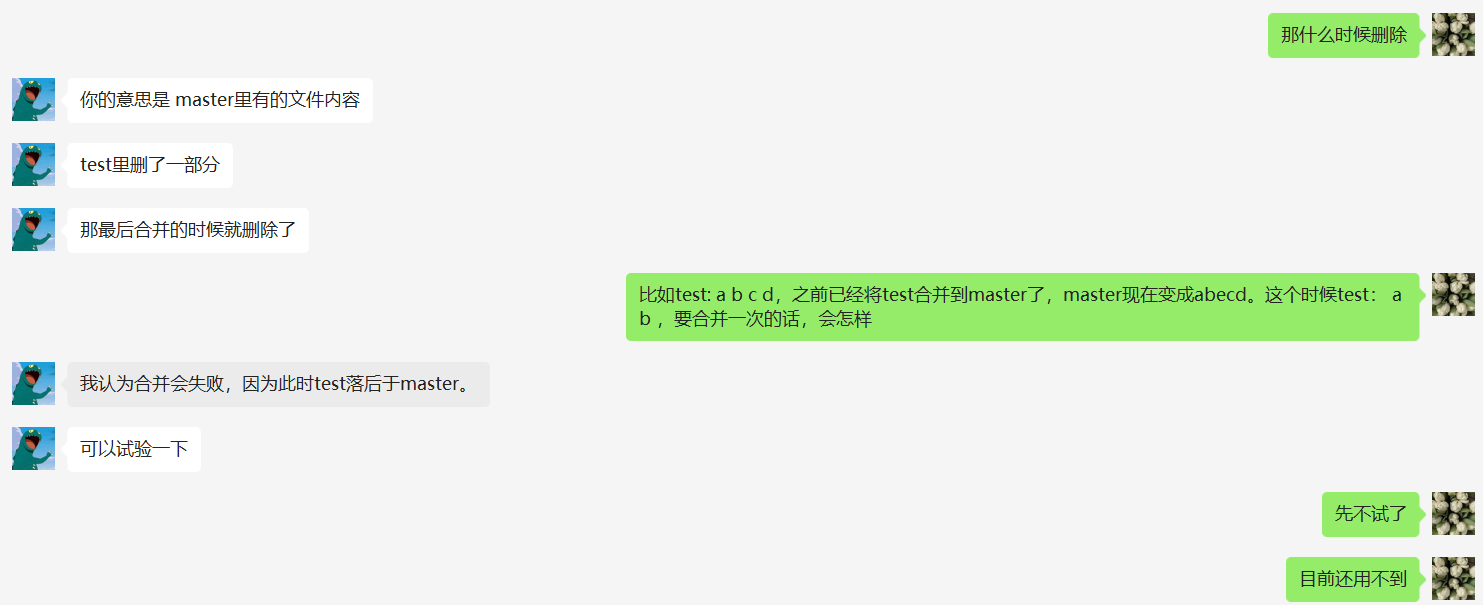 那什么时候删除
你的意思是 master里有的文件内容
test里删了一部分
那最后合并的时候就删除了
比如test: a b c d，之前已经将test合并到master了，master现在变成abecd。这个时候test： a
b ，要合并一次的话，会怎样
我认为合并会失败，因为此时test落后于master。
可以试验一下
先不试了
目前还用不到